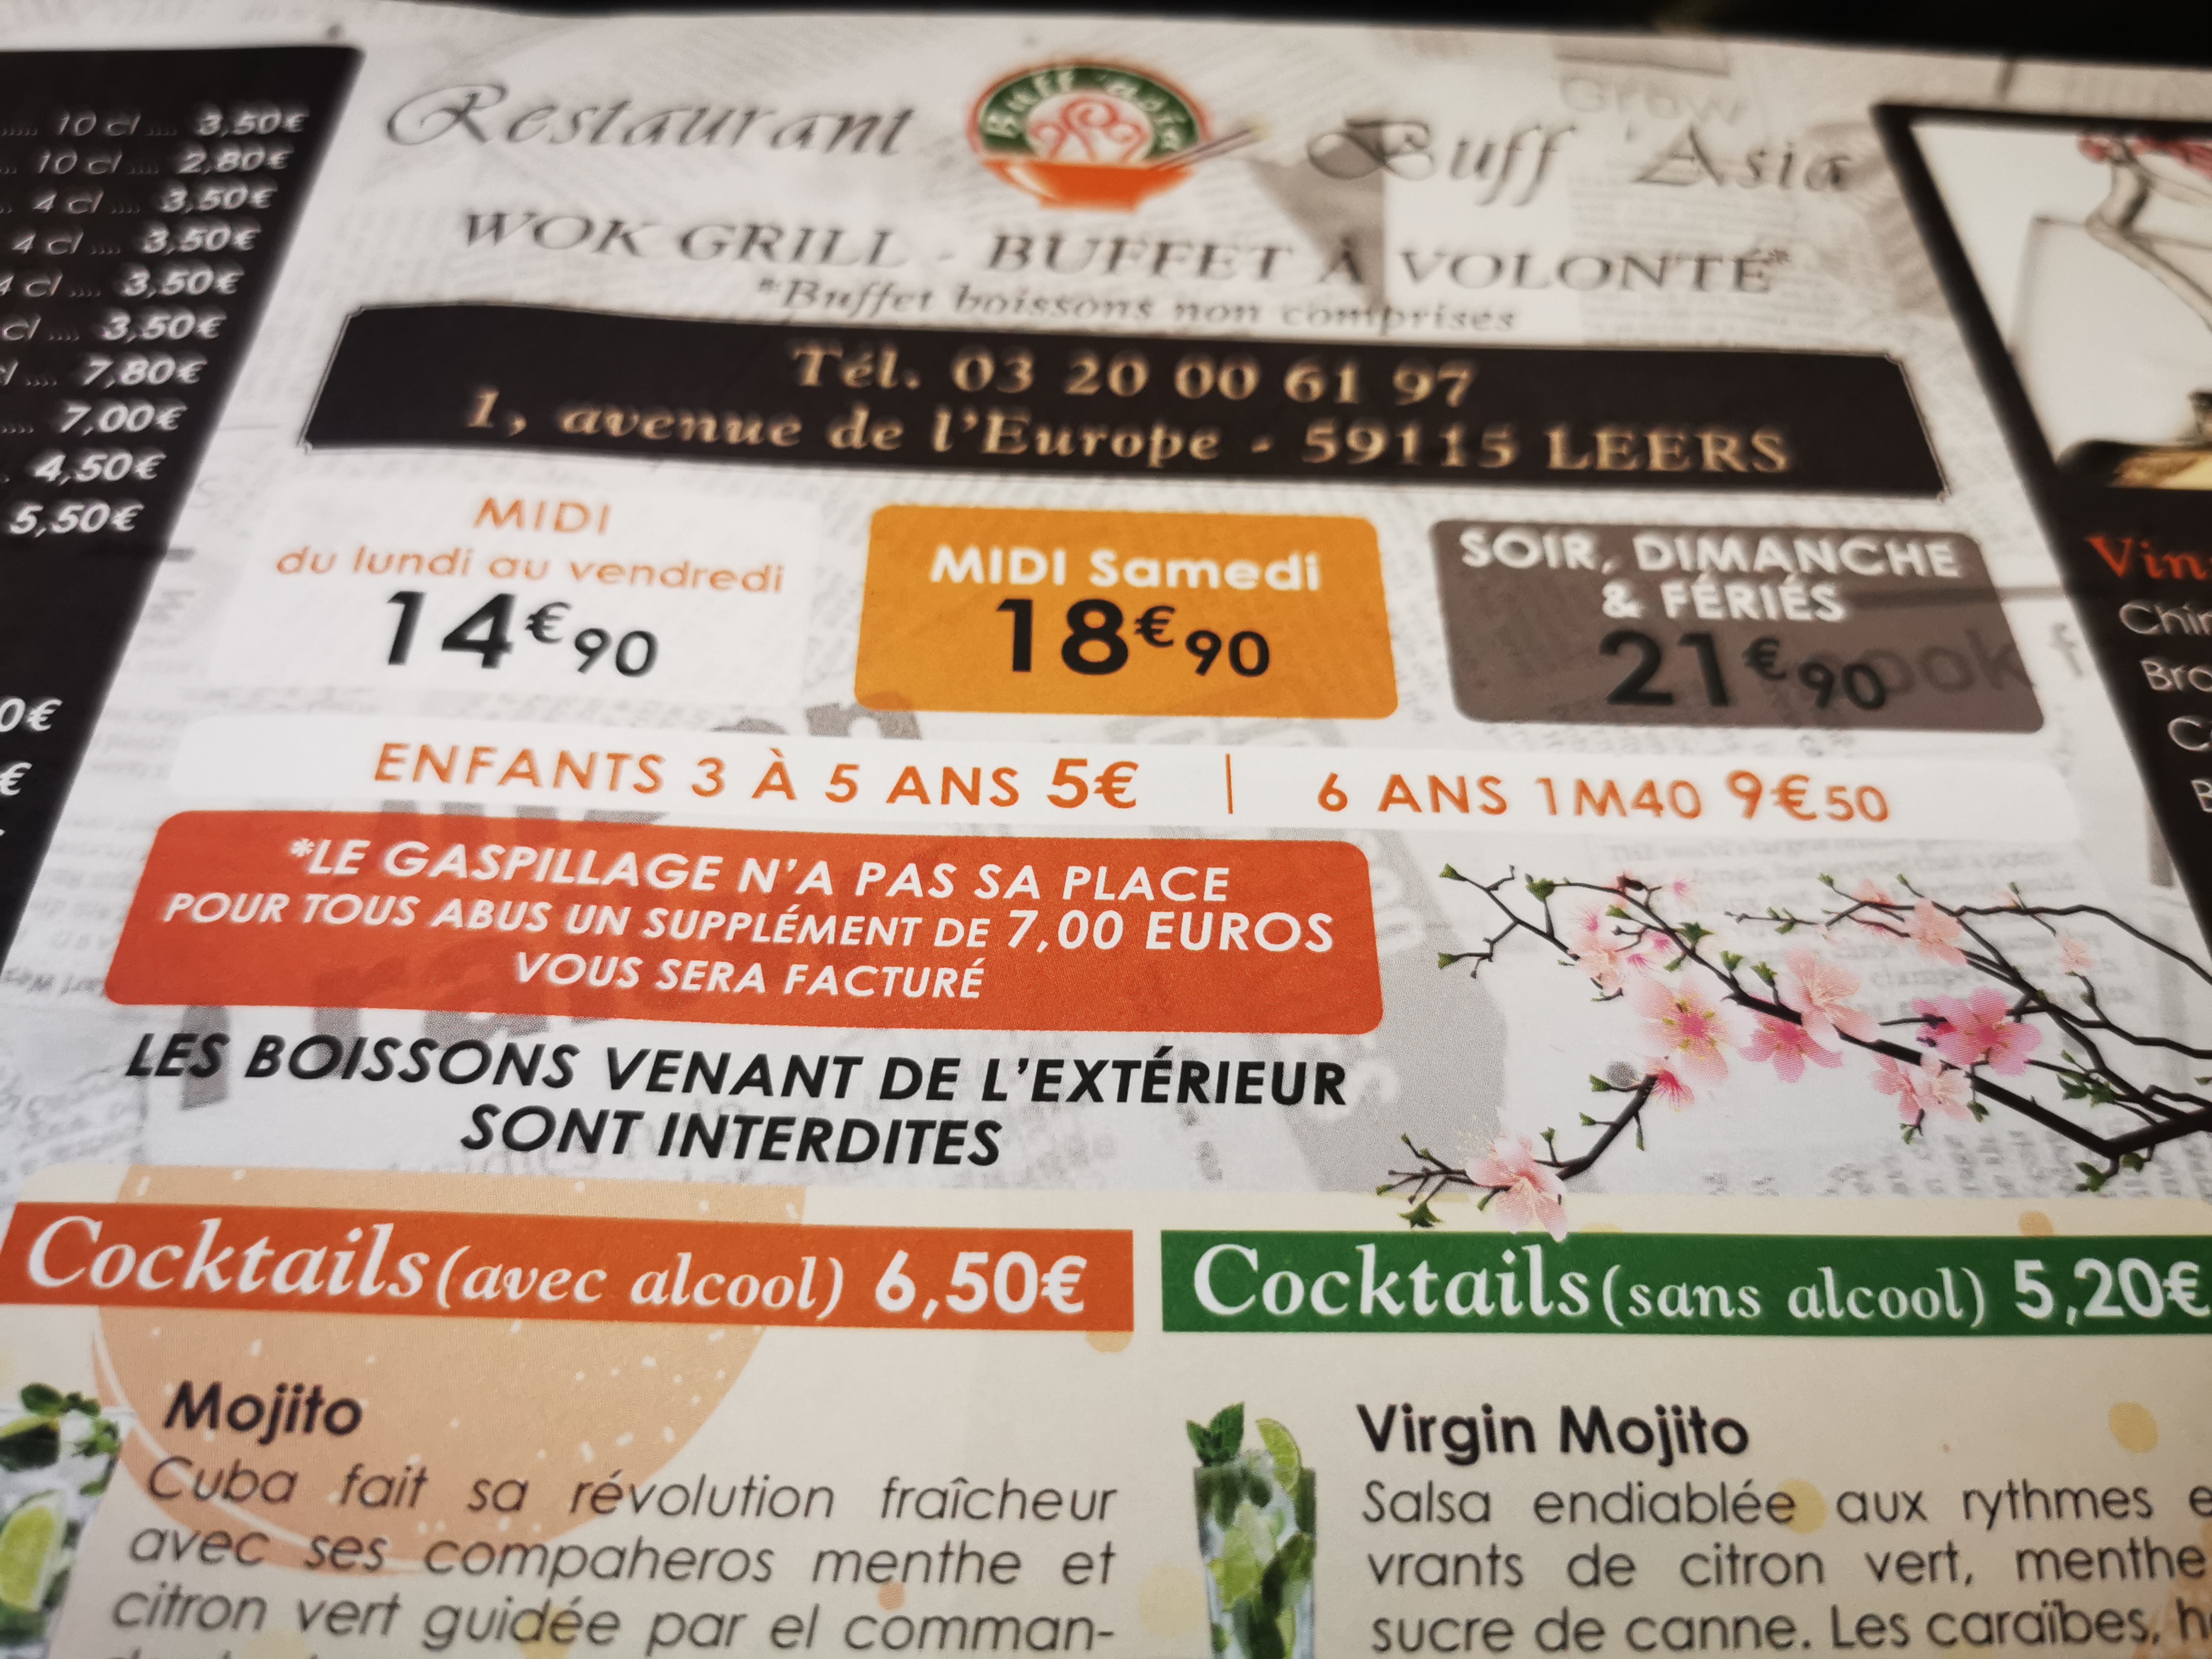 10 cl .... 3,50€
10 cl .... 2,80€
4 cl .... 3,50€
4 cl .... 3,50€
4 cl .... 3,50€
cl .... 3,50€
.... 7,80€
.... 7,00€
4,50€
5,50€
0€
€
Restaurant Buff 'Asia
Buff 'Asia
WOK GRILL - BUFFET À VOLONTÉ*
*Buffet boissons non comprises
Tél. 03 20 00 61 97
1, avenue de l'Europe - 59115 LEERS
MIDI
du lundi au vendredi
14€90
MIDI Samedi
18€90
SOIR, DIMANCHE
& FÉRIÉS
21€90
ENFANTS 3 À 5 ANS 5€ | 6 ANS 1M40 9€50
*LE GASPILLAGE N'A PAS SA PLACE
POUR TOUS ABUS UN SUPPLÉMENT DE 7,00 EUROS
VOUS SERA FACTURÉ
LES BOISSONS VENANT DE L'EXTÉRIEUR
SONT INTERDITES
Cocktails (avec alcool) 6,50€
Mojito
Cuba fait sa révolution fraîcheur
avec ses compaheros menthe et
citron vert guidée par el comman-
Cocktails (sans alcool) 5,20€
Virgin Mojito
Salsa endiablée aux rythmes
vrants de citron vert, menthe
sucre de canne. Les caraïbes,
Vin